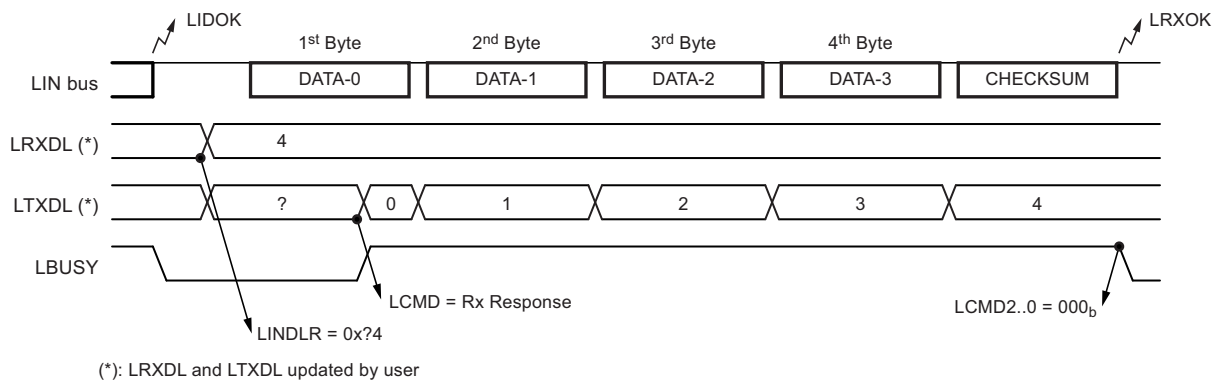 LIDOK
LRXOK
1st Byte 2nd Byte 3rd Byte 4th Byte
LIN bus DATA-0 DATA-1 DATA-2 DATA-3 CHECKSUM
LRXDL (*) 4
LTXDL (*) ? 0 1 2 3 4
LBUSY
LCMD = Rx Response
LCMD2..0 = 000b
LINDLR = 0x?4
(*): LRXDL and LTXDL updated by user